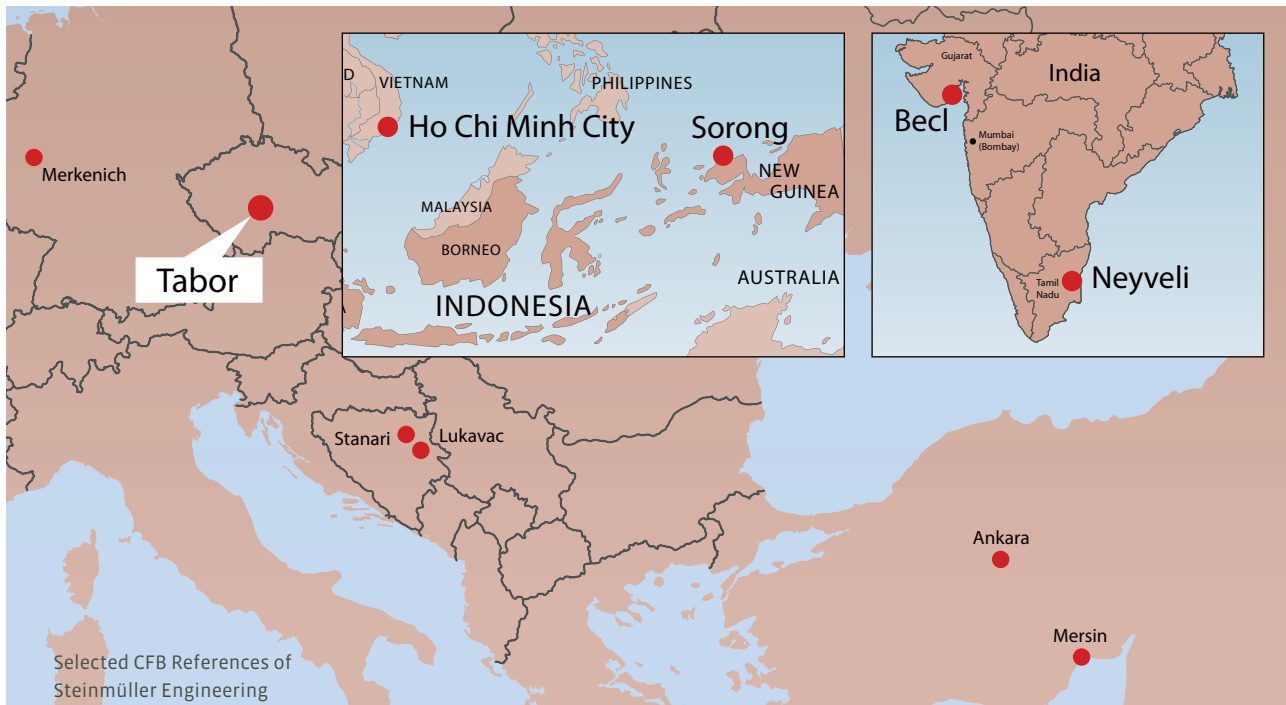 Merkenich
Tabor
D
VIETNAM
PHILIPPINES
Ho Chi Minh City
Sorong
NEW
GUINEA
MALAYSIA
BORNEO
AUSTRALIA
INDONESIA
Gujarat
India
Becl
Mumbai
(Bombay)
Tamil
Nadu
Neyveli
Stanari
Lukavac
Ankara
Mersin
Selected CFB References of
Steinmüller Engineering